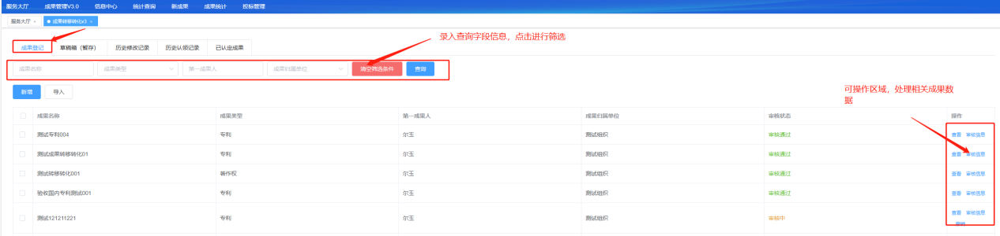 服务大厅 成果管理V3.0 信息中心 统计查询 新成果 成果统计 投标管理
服务大厅 × ● 成果转移转化v3 ×
录入查询字段信息，点击进行筛选
成果登记 草稿箱（暂存） 历史修改记录 历史认领记录 已认定成果
成果名称 成果类型 第一成果人 成果归属单位 清空筛选条件 查询
可操作区域，处理相关成果数
据
新增 导入
成果名称 成果类型 第一成果人 成果归属单位 审核状态 操作
测试专利004 专利 尔玉 测试组织 审核通过 查看 审核信息
测试成果转移转化01 专利 尔玉 测试组织 审核通过 查看 审核信息
测试转移转化001 著作权 尔玉 测试组织 审核通过 查看 审核信息
验收国内专利测试001 专利 尔玉 测试组织 审核通过 查看 审核信息
测试121211221 专利 尔玉 测试组织 审核中 查看 审核信息